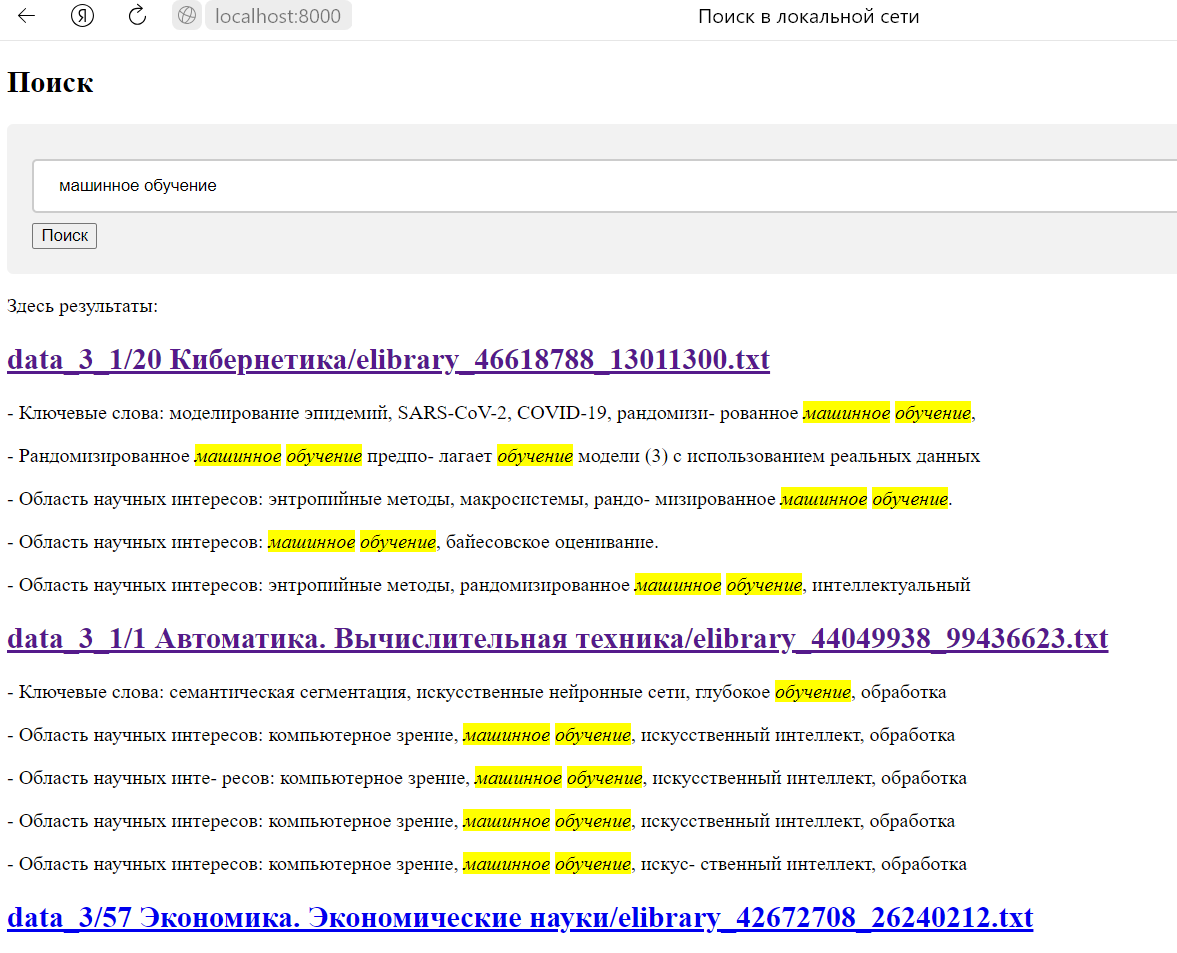 Я localhost:8000 Поиск в локальной сети
Поиск
машинное обучение
Поиск
Здесь результаты:
data_3_1/20 Кибернетика/elibrary_46618788_13011300.txt
- Ключевые слова: моделирование эпидемий, SARS-CoV-2, COVID-19, рандомизи- рованное машинное обучение,
- Рандомизированное машинное обучение предпо- лагает обучение модели (3) с использованием реальных данных
- Область научных интересов: энтропийные методы, макросистемы, рандо- мизированное машинное обучение.
- Область научных интересов: машинное обучение, байесовское оценивание.
- Область научных интересов: энтропийные методы, рандомизированное машинное обучение, интеллектуальный
data_3_1/1 Автоматика. Вычислительная техника/elibrary_44049938_99436623.txt
- Ключевые слова: семантическая сегментация, искусственные нейронные сети, глубокое обучение, обработка
- Область научных интересов: компьютерное зрение, машинное обучение, искусственный интеллект, обработка
- Область научных инте- ресов: компьютерное зрение, машинное обучение, искусственный интеллект, обработка
- Область научных интересов: компьютерное зрение, машинное обучение, искусственный интеллект, обработка
- Область научных интересов: компьютерное зрение, машинное обучение, искус- ственный интеллект, обработка
data_3/57 Экономика. Экономические науки/elibrary_42672708_26240212.txt